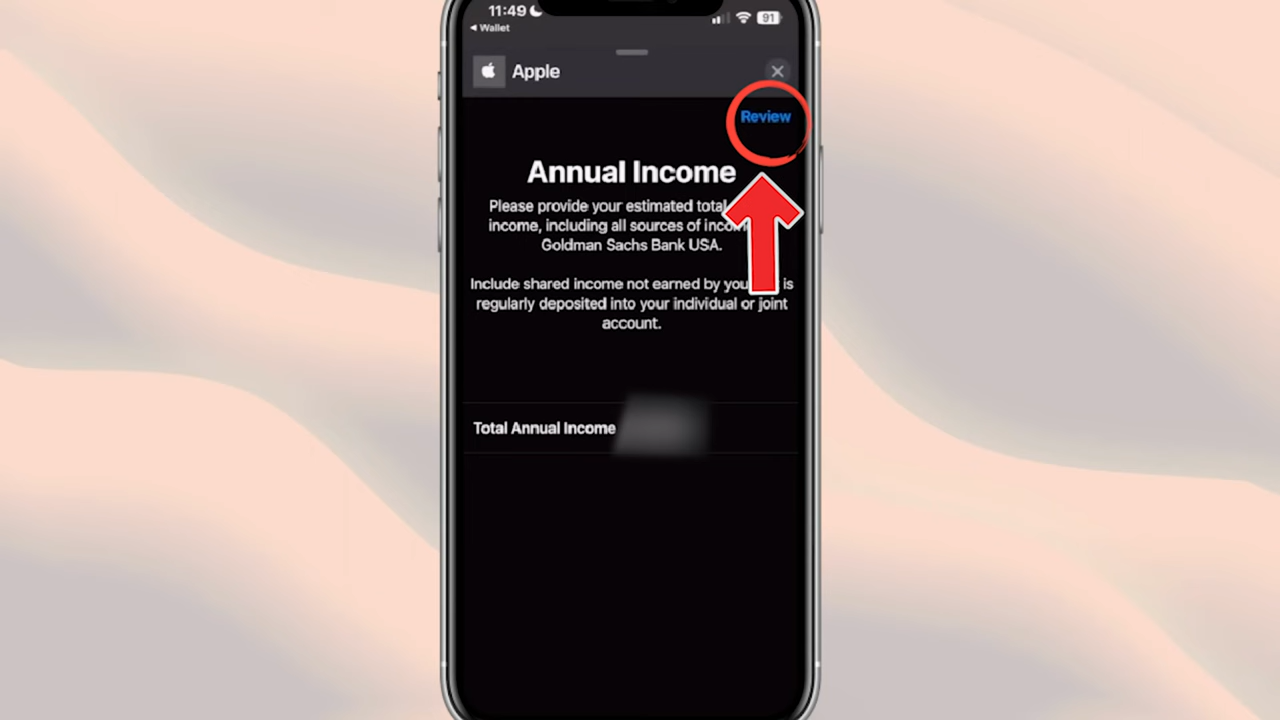 11:49
91
Wallet
Apple
Review
Annual Income
Please provide your estimated total
income, including all sources of
Goldman Sachs Bank USA.
Include shared income not earned by is
regularly deposited into your individual or joint
account.
Total Annual Income